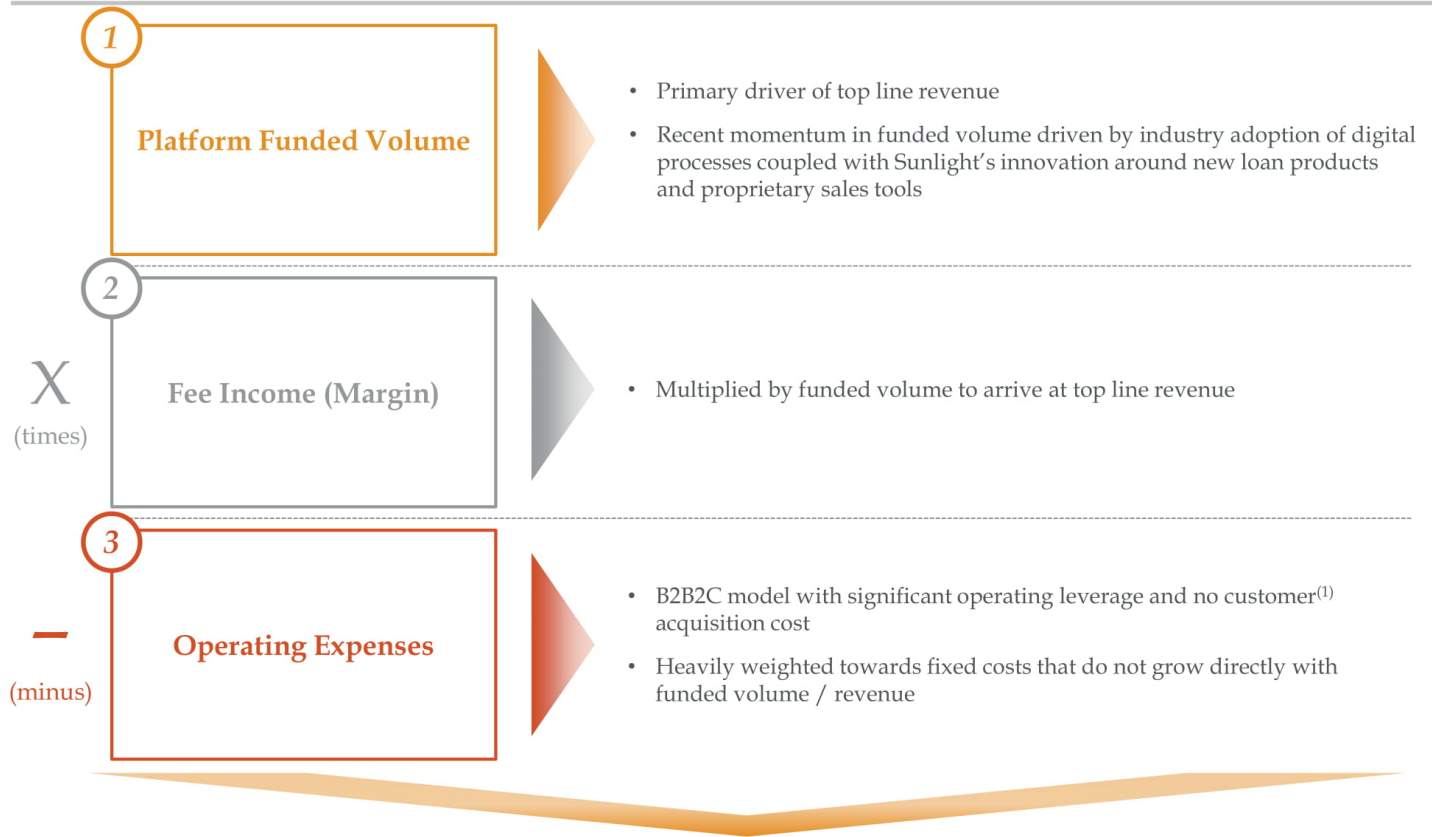 1
Platform Funded Volume
• Primary driver of top line revenue
• Recent momentum in funded volume driven by industry adoption of digital
processes coupled with Sunlight’s innovation around new loan products
and proprietary sales tools
2
X
(times)
Fee Income (Margin)
• Multiplied by funded volume to arrive at top line revenue
3
–
(minus)
Operating Expenses
• B2B2C model with significant operating leverage and no customer(1)
acquisition cost
• Heavily weighted towards fixed costs that do not grow directly with
funded volume / revenue